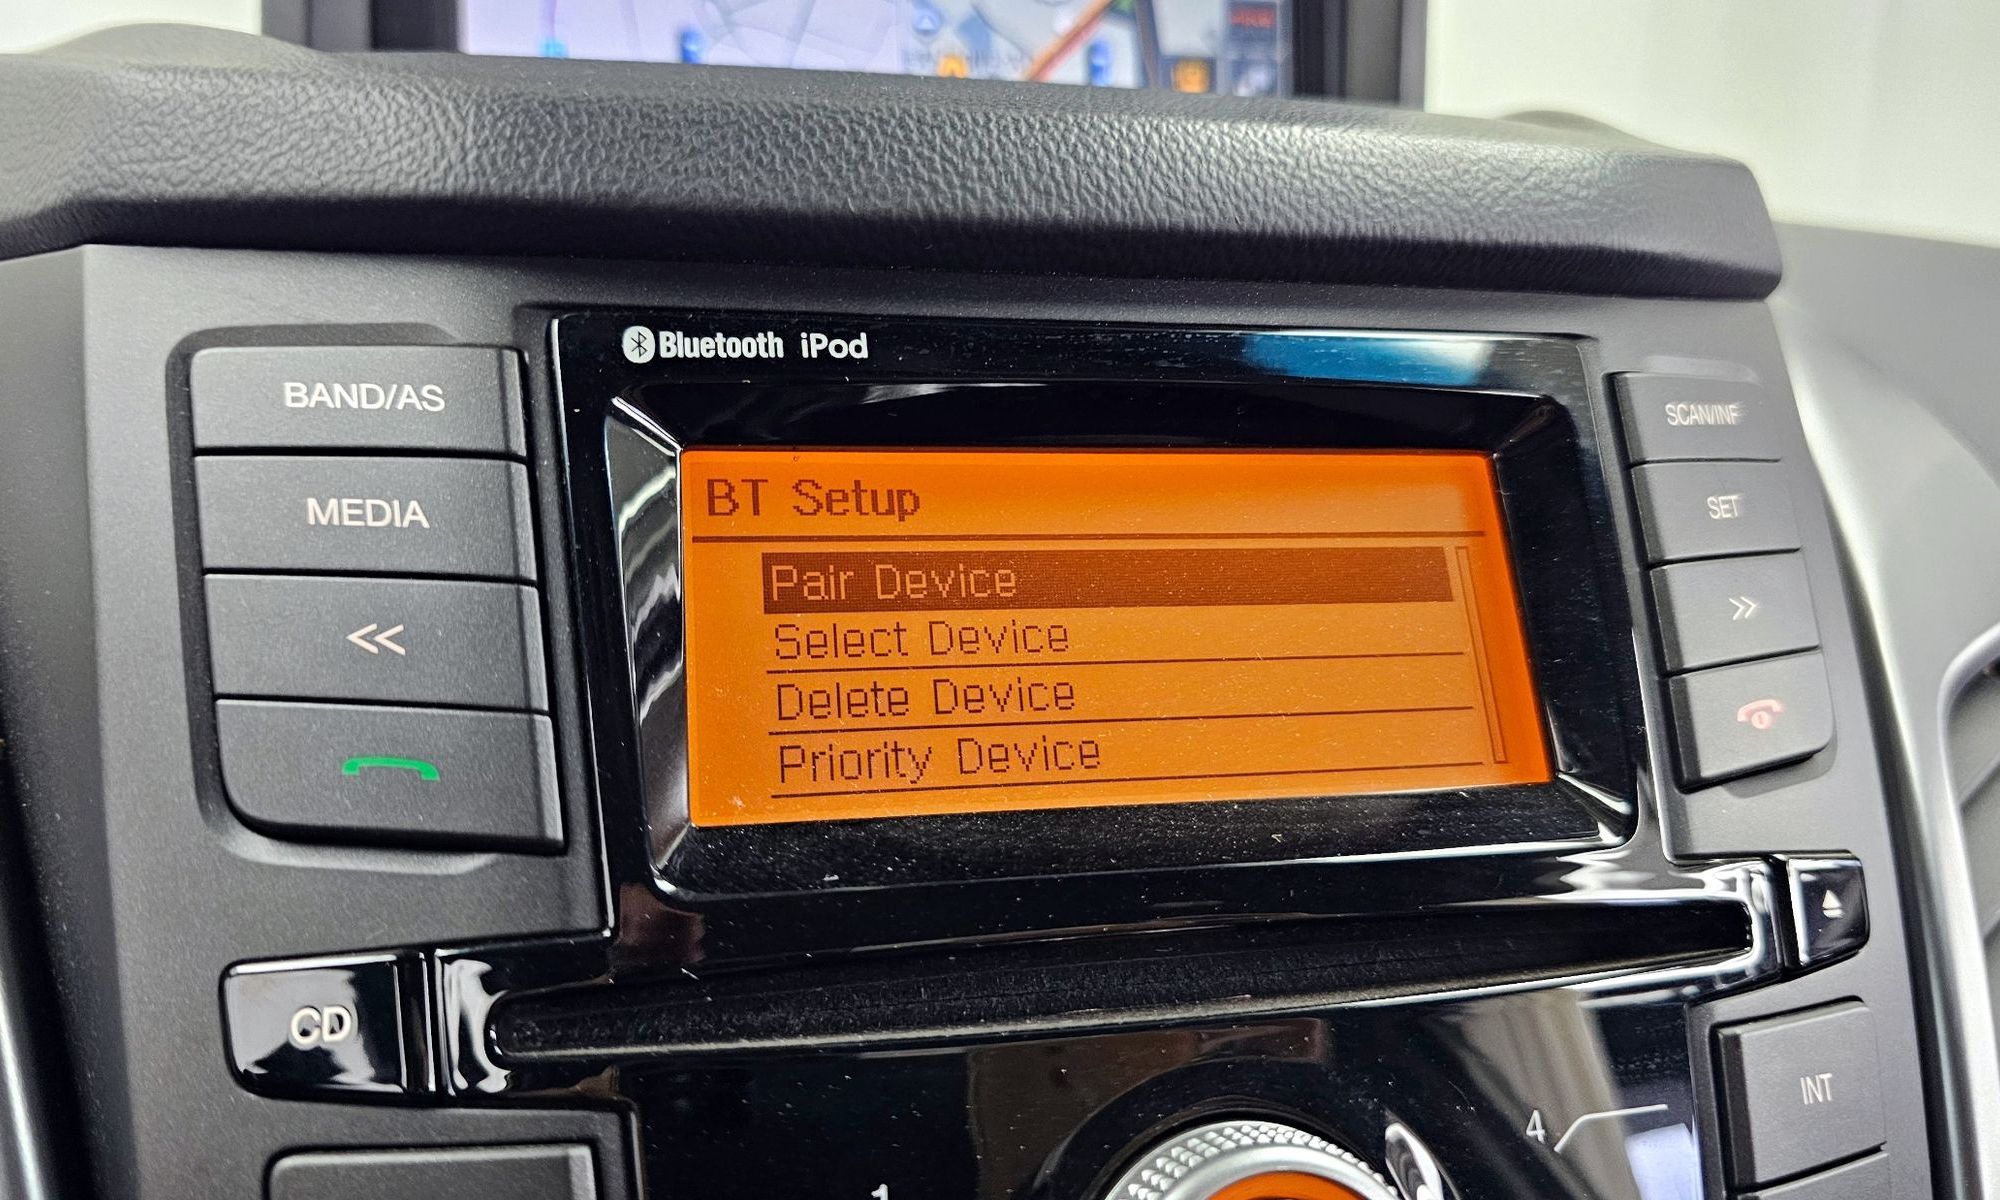 Bluetooth iPod
BAND/AS
MEDIA
CD
BT Setup
Pair Device
Select Device
Delete Device
Priority Device
SCAN/INF
SET
INT
4
1